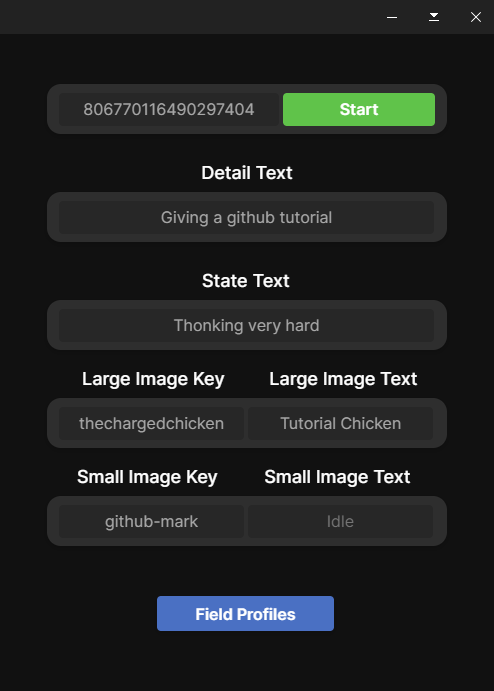 806770116490297404 Start
Detail Text
Giving a github tutorial
State Text
Thonking very hard
Large Image Key Large Image Text
thechargedchicken Tutorial Chicken
Small Image Key Small Image Text
github-mark Idle
Field Profiles